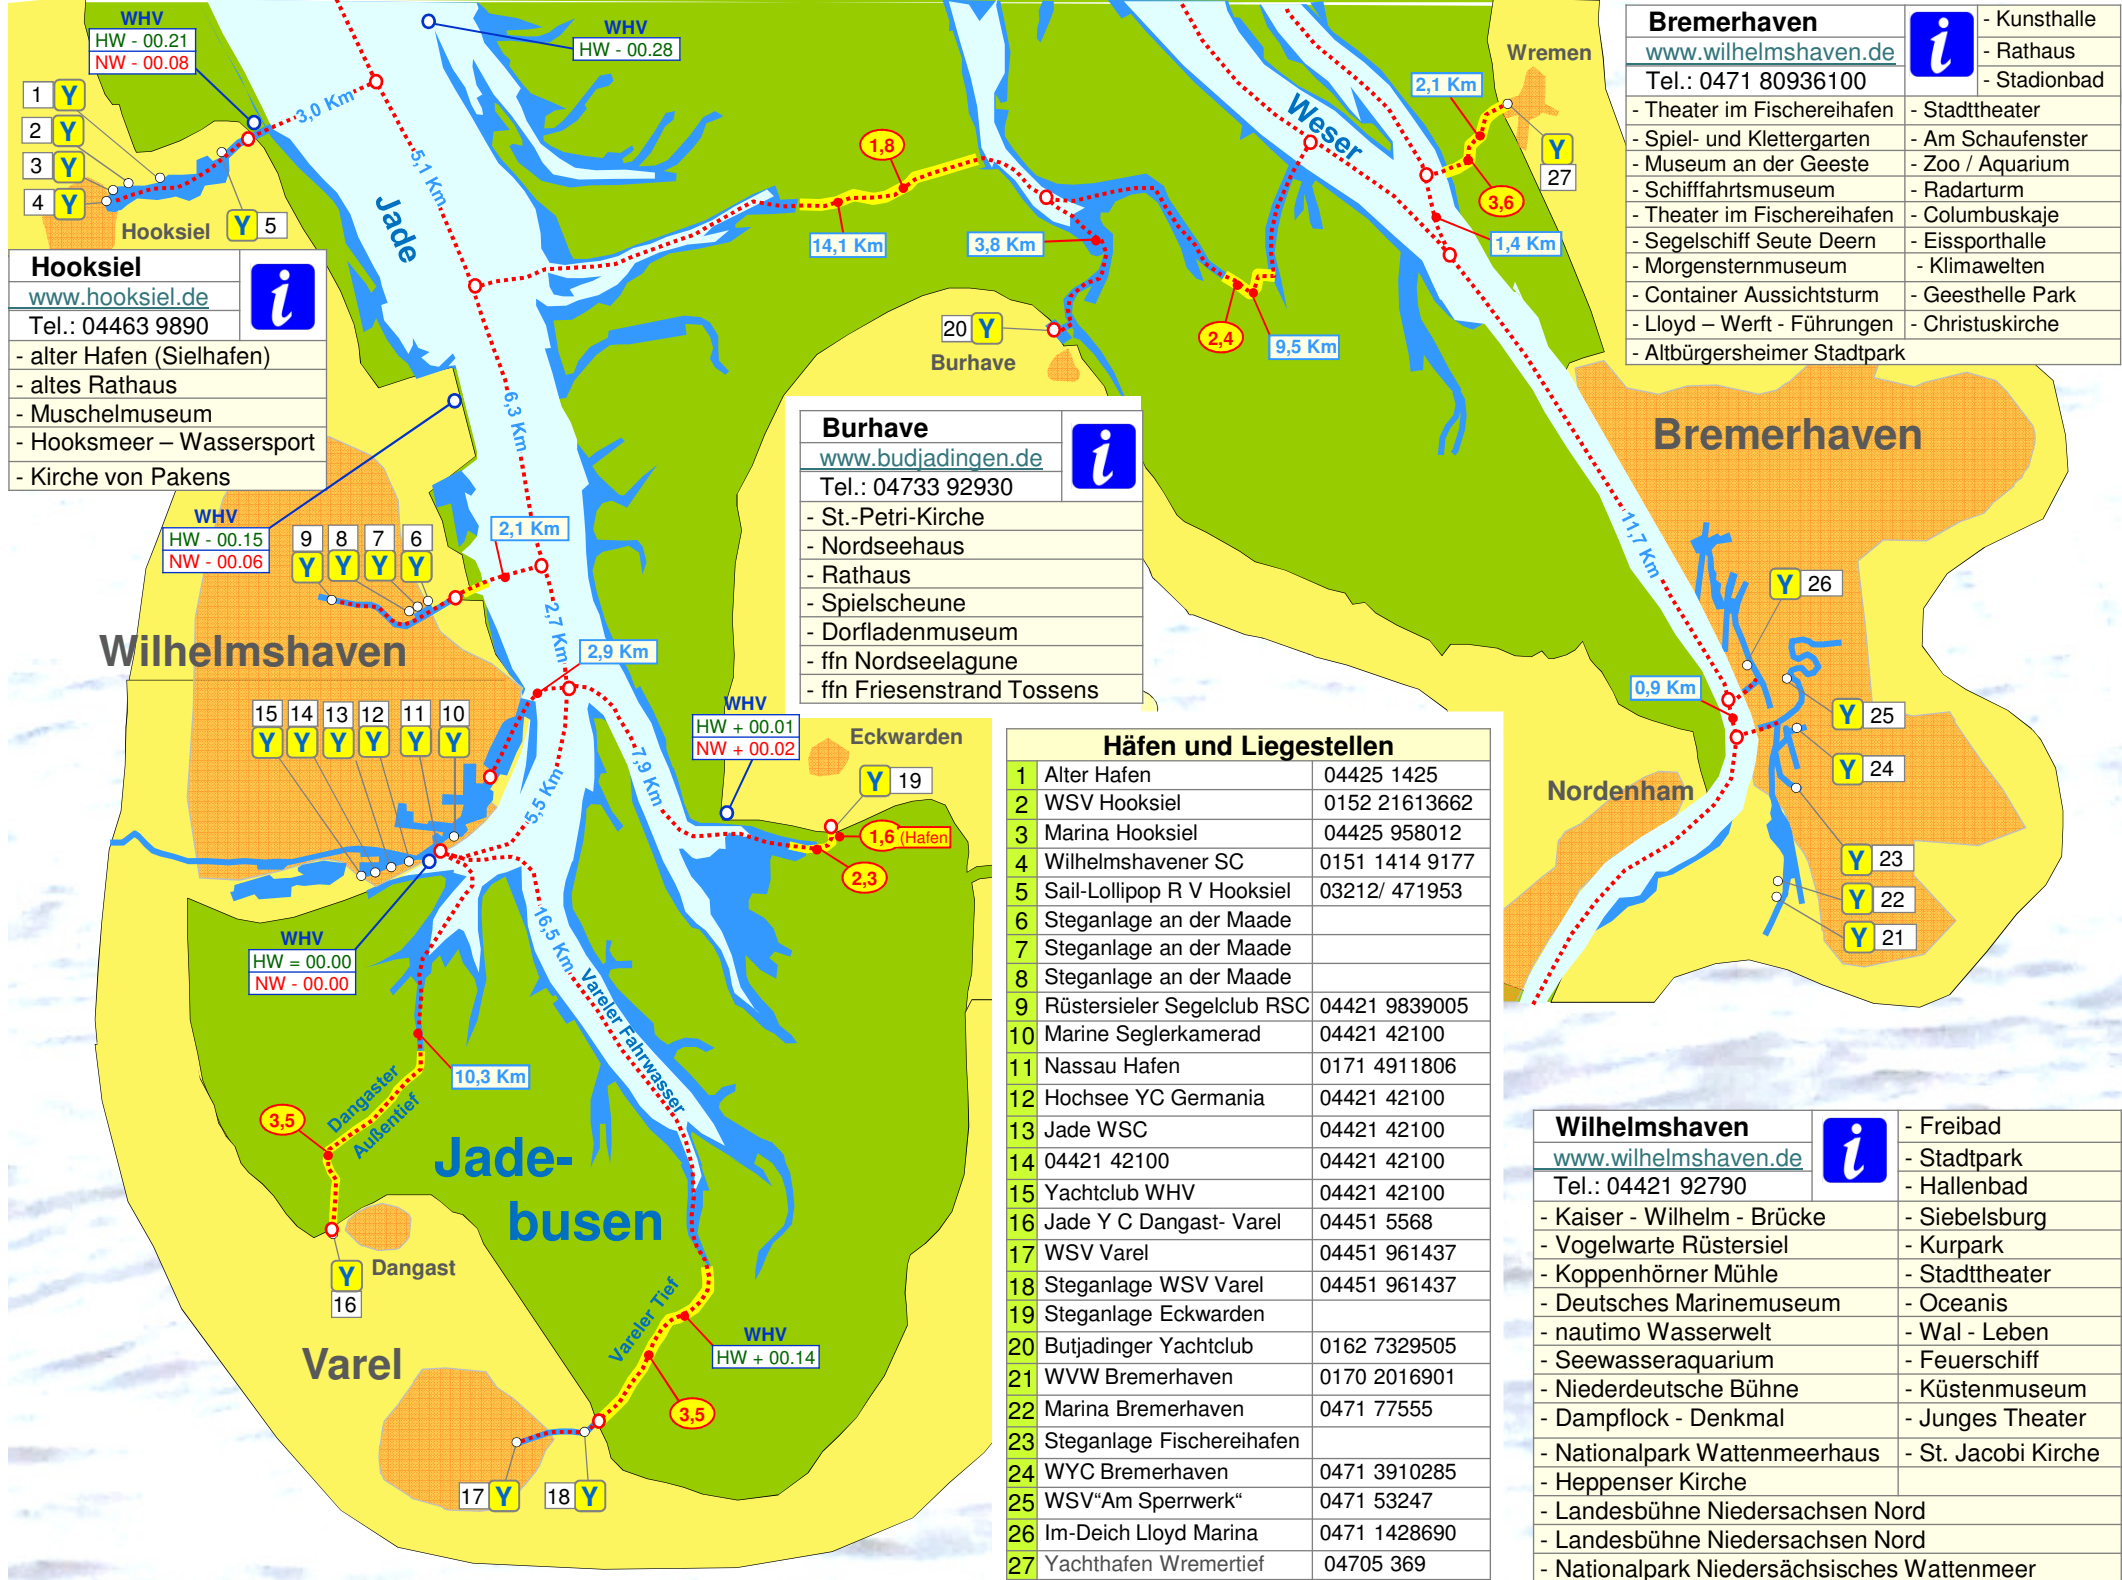 WHV
HW - 00.21
NW - 00.08
WHV
HW - 00.28
1 Y
2 Y
3 Y
4 Y
Y 5
Hooksiel
3,0 Km
5,1 Km
Jade
1,8
14,1 Km
3,8 Km
2,4
9,5 Km
Weser
2,1 Km
Wremen
Y
27
3,6
1,4 Km
20 Y
Burhave
Hooksiel
www.hooksiel.de
Tel.: 04463 9890
i
- alter Hafen (Sielhafen)
- altes Rathaus
- Muschelmuseum
- Hooksmeer – Wassersport
- Kirche von Pakens
Bremerhaven
www.wilhelmshaven.de
Tel.: 0471 80936100
i
- Kunsthalle
- Rathaus
- Stadionbad
- Theater im Fischereihafen - Stadttheater
- Spiel- und Klettergarten - Am Schaufenster
- Museum an der Geeste - Zoo / Aquarium
- Schifffahrtsmuseum - Radarturm
- Theater im Fischereihafen - Columbuskaje
- Segelschiff Seute Deern - Eissporthalle
- Morgensternmuseum - Klimawelten
- Container Aussichtsturm - Geesthelle Park
- Lloyd – Werft - Führungen - Christuskirche
- Altbürgersheimer Stadtpark
Burhave
www.budjadingen.de
Tel.: 04733 92930
i
- St.-Petri-Kirche
- Nordseehaus
- Rathaus
- Spielscheune
- Dorfladenmuseum
- ffn Nordseelagune
- ffn Friesenstrand Tossens
6,3 Km
WHV
HW - 00.15
NW - 00.06
9 8 7 6
Y Y Y Y
2,1 Km
2,7 Km
Wilhelmshaven
2,9 Km
15 14 13 12 11 10
Y Y Y Y Y Y
5,5 Km
7,9 Km
WHV
HW + 00.01
NW + 00.02
Eckwarden
Y 19
1,6 (Hafen
2,3
WHV
HW = 00.00
NW - 00.00
16,5 Km
Vareler Fahrwasser
10,3 Km
Dangaster
Außentief
3,5
Jade-
busen
Y
16
Dangast
Varel
Vareler Tief
WHV
HW + 00.14
3,5
17 Y
18 Y
Bremerhaven
11,7 Km
Y 26
0,9 Km
Y 25
Y 24
Nordenham
Y 23
Y 22
Y 21
Häfen und Liegestellen
1 Alter Hafen 04425 1425
2 WSV Hooksiel 0152 21613662
3 Marina Hooksiel 04425 958012
4 Wilhelmshavener SC 0151 1414 9177
5 Sail-Lollipop R V Hooksiel 03212/ 471953
6 Steganlage an der Maade
7 Steganlage an der Maade
8 Steganlage an der Maade
9 Rüstersieler Segelclub RSC 04421 9839005
10 Marine Seglerkamerad 04421 42100
11 Nassau Hafen 0171 4911806
12 Hochsee YC Germania 04421 42100
13 Jade WSC 04421 42100
14 04421 42100 04421 42100
15 Yachtclub WHV 04421 42100
16 Jade Y C Dangast- Varel 04451 5568
17 WSV Varel 04451 961437
18 Steganlage WSV Varel 04451 961437
19 Steganlage Eckwarden
20 Butjadinger Yachtclub 0162 7329505
21 WVW Bremerhaven 0170 2016901
22 Marina Bremerhaven 0471 77555
23 Steganlage Fischereihafen
24 WYC Bremerhaven 0471 3910285
25 WSV“Am Sperrwerk“ 0471 53247
26 Im-Deich Lloyd Marina 0471 1428690
27 Yachthafen Wremertief 04705 369
Wilhelmshaven
www.wilhelmshaven.de
Tel.: 04421 92790
i
- Freibad
- Stadtpark
- Hallenbad
- Kaiser - Wilhelm - Brücke - Siebelsburg
- Vogelwarte Rüstersiel - Kurpark
- Koppenhörner Mühle - Stadttheater
- Deutsches Marinemuseum - Oceanis
- nautimo Wasserwelt - Wal - Leben
- Seewasseraquarium - Feuerschiff
- Niederdeutsche Bühne - Küstenmuseum
- Dampflock - Denkmal - Junges Theater
- Nationalpark Wattenmeerhaus - St. Jacobi Kirche
- Heppenser Kirche
- Landesbühne Niedersachsen Nord
- Landesbühne Niedersachsen Nord
- Nationalpark Niedersächsisches Wattenmeer